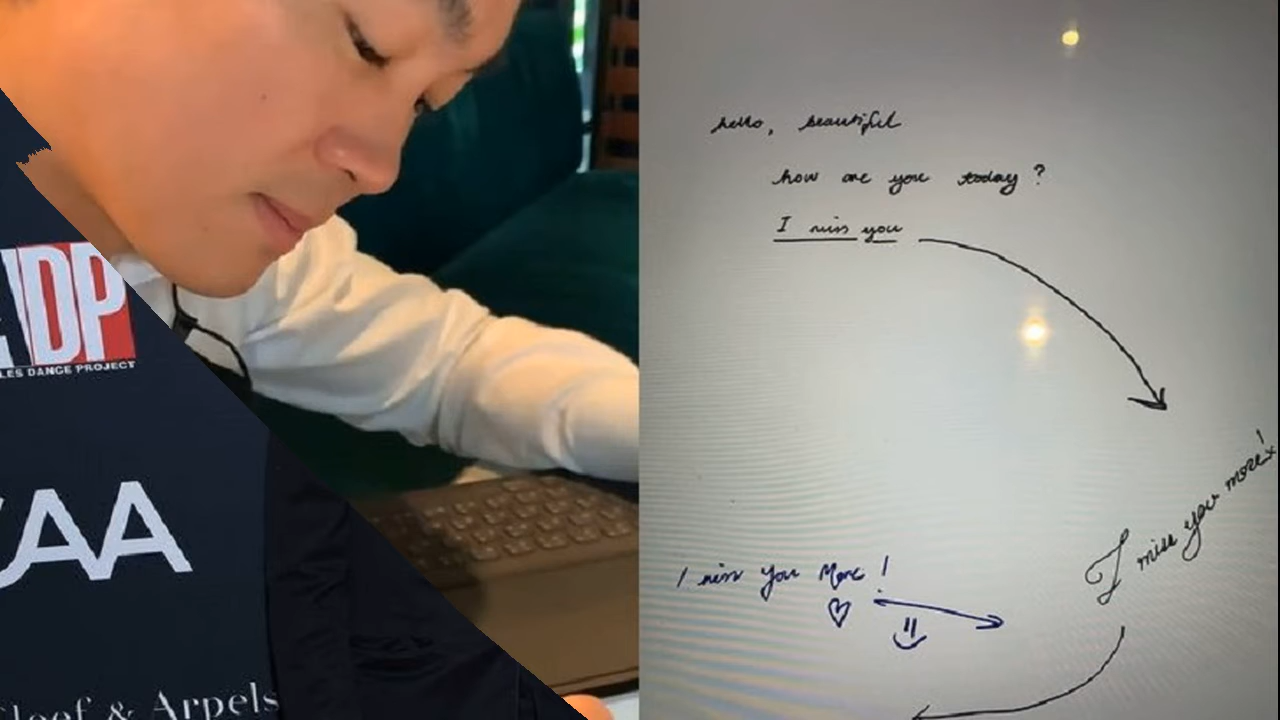 DP
LES DANCE PROJECT
CAA
Cleef & Arpels
hello, beautiful
how are you today?
I miss you
I miss you more!x
I miss you More!